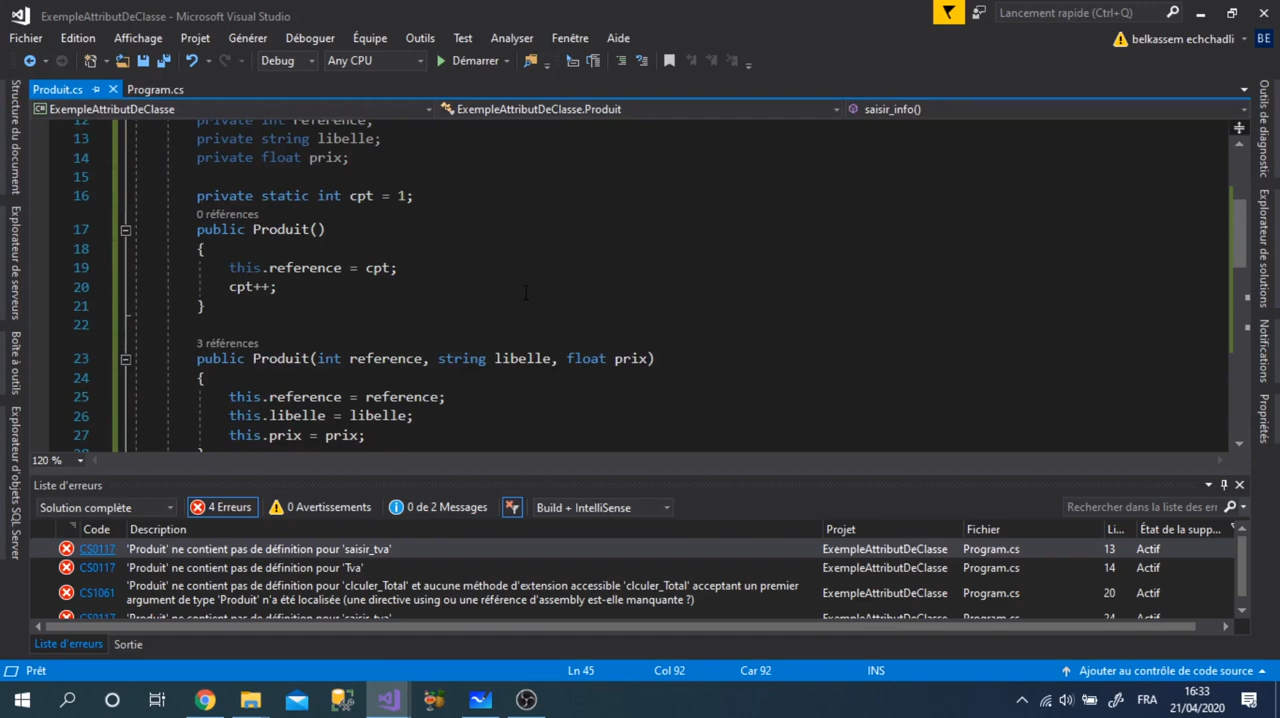 ExempleAttributDeClasse - Microsoft Visual Studio
Lancement rapide (Ctrl+Q)
Fichier Edition Affichage Projet Générer Déboguer Équipe Outils Test Analyser Fenêtre Aide
belkassem echchadli BE
Debug Any CPU Démarrer
Produit.cs Program.cs
ExempleAttributDeClasse ExempleAttributDeClasse.Produit saisir_info()
12 private int reference;
13 private string libelle;
14 private float prix;
15
16 private static int cpt = 1;
0 références
17 public Produit()
18 {
19 this.reference = cpt;
20 cpt++;
21 }
22
3 références
23 public Produit(int reference, string libelle, float prix)
24 {
25 this.reference = reference;
26 this.libelle = libelle;
27 this.prix = prix;
120 %
Structure du document
Explorateur de serveurs
Boîte à outils
Explorateur d'objets SQL Server
Outils de diagnostic
Explorateur de solutions
Notifications
Propriétés
Liste d'erreurs
Solution complète 4 Erreurs 0 Avertissements 0 de 2 Messages Build + IntelliSense Rechercher dans la liste des err
Code Description Projet Fichier Li... État de la supp...
CS0117 'Produit' ne contient pas de définition pour 'saisir_tva' ExempleAttributDeClasse Program.cs 13 Actif
CS0117 'Produit' ne contient pas de définition pour 'Tva' ExempleAttributDeClasse Program.cs 14 Actif
CS1061 'Produit' ne contient pas de définition pour 'clculer_Total' et aucune méthode d'extension accessible 'clculer_Total' acceptant un premier ExempleAttributDeClasse Program.cs 20 Actif
argument de type 'Produit' n'a été localisée (une directive using ou une référence d'assembly est-elle manquante ?)
CS0117 'Produit' ne contient pas de définition pour 'saisir_tva' ExempleAttributDeClasse Program.cs 24 Actif
Liste d'erreurs Sortie
Prêt Ln 45 Col 92 Car 92 INS Ajouter au contrôle de code source
FRA 16:33
21/04/2020